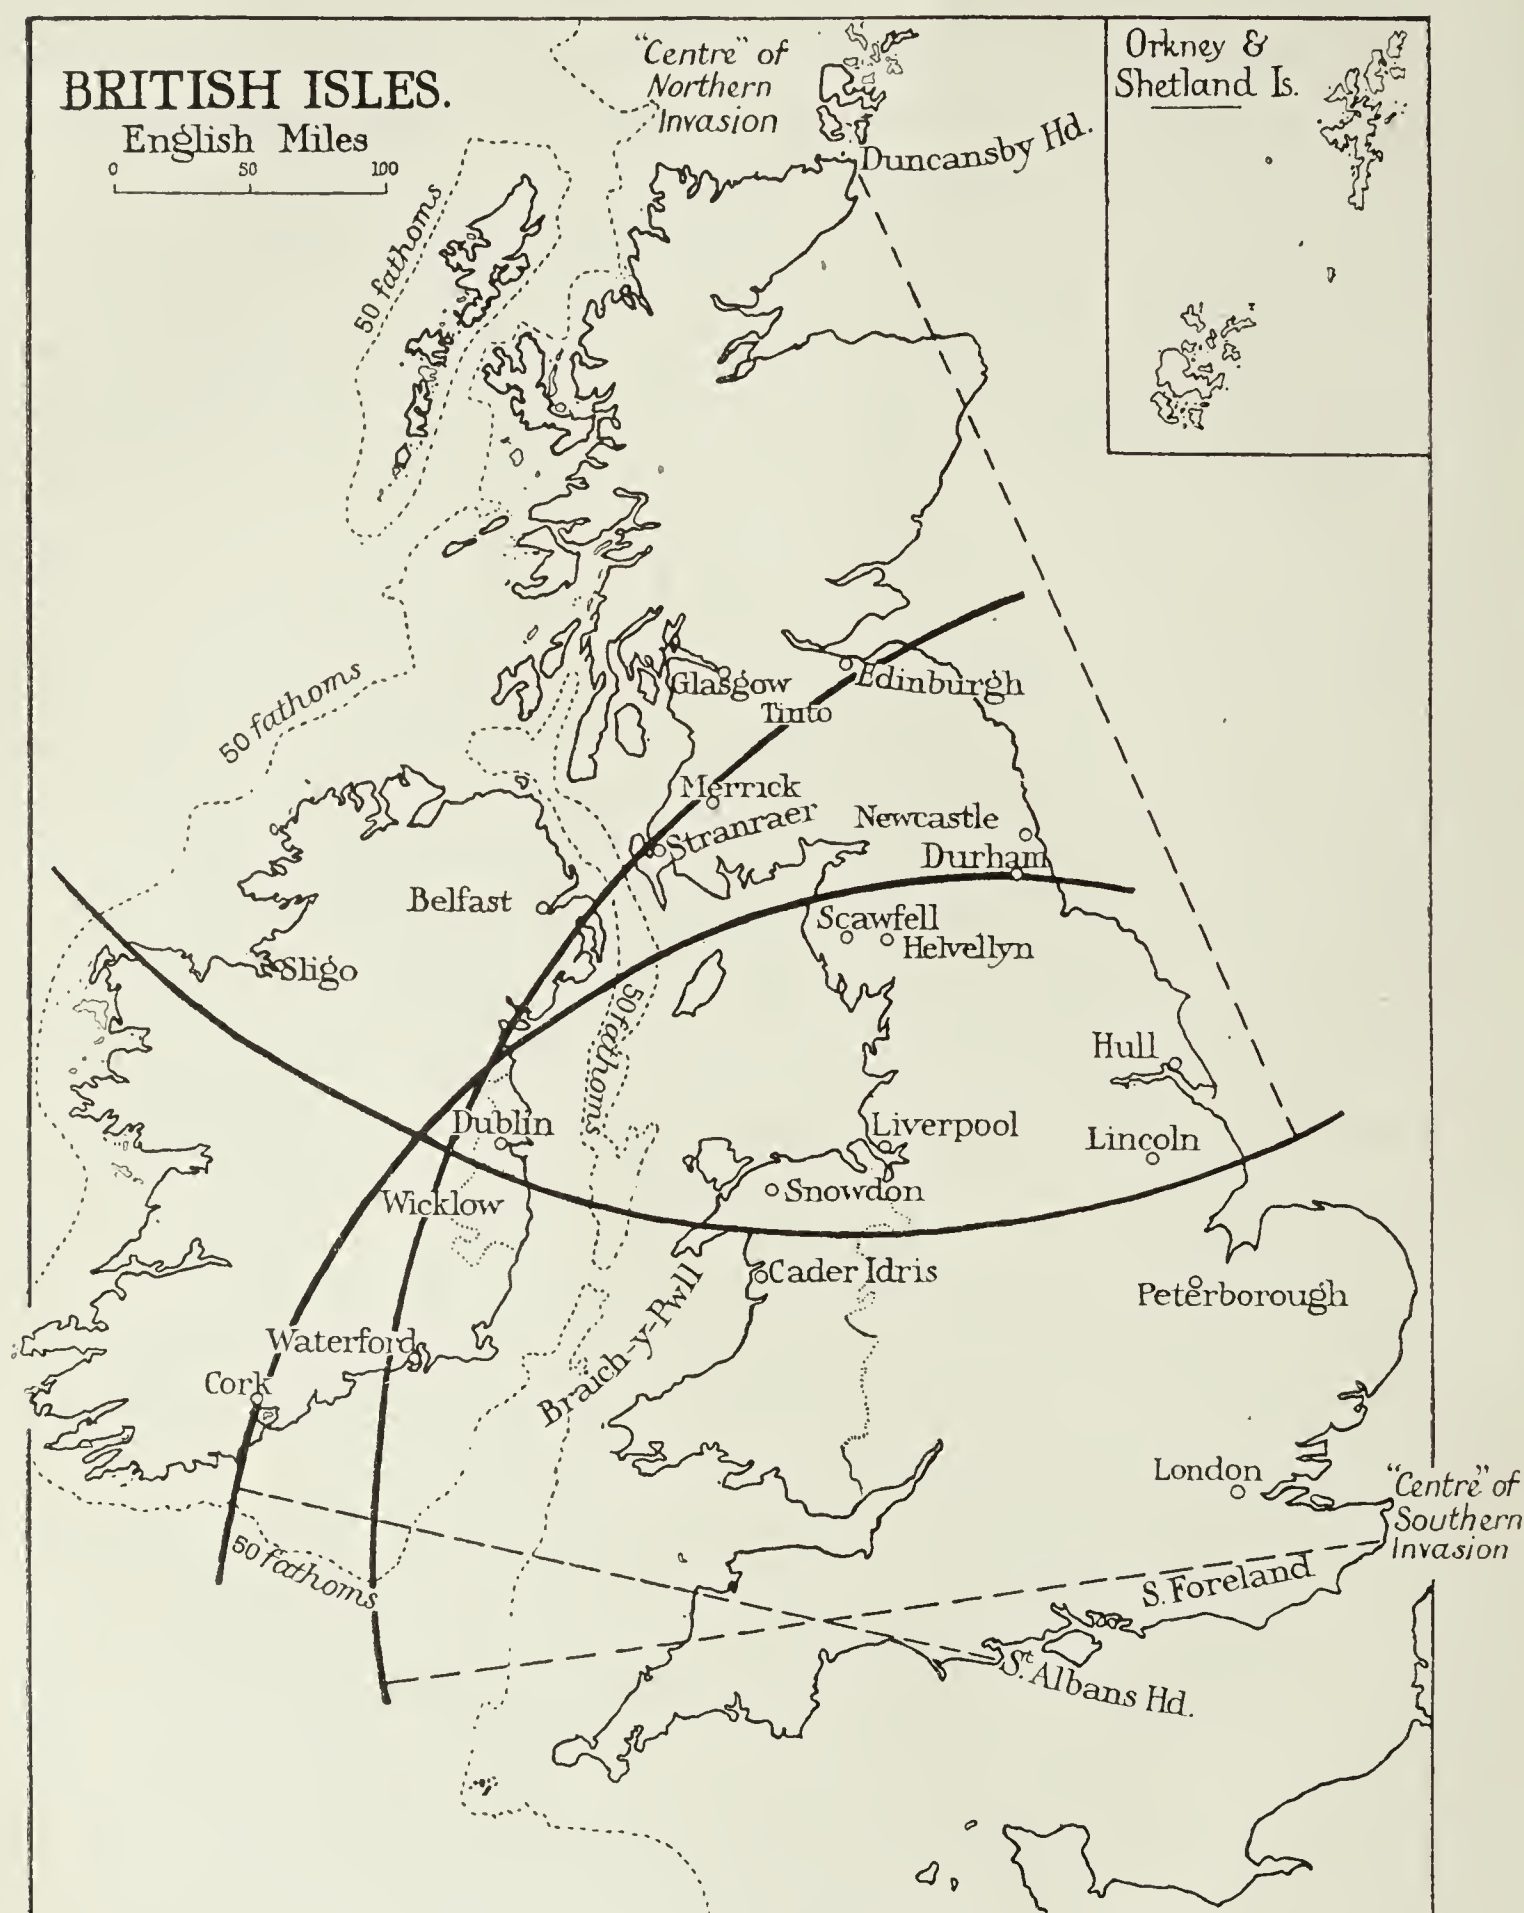 BRITISH ISLES.
English Miles
0 50 100
"Centre" of
Northern
Invasion
Orkney &
Shetland Is.
Duncansby Hd.
50 fathoms
50 fathoms
Glasgow
Edinburgh
Tinto
Merrick
Stranraer
Newcastle
Durham
Belfast
Scawfell
Helvellyn
Sligo
50 fathoms
Hull
Dublin
Liverpool
Lincoln
Wicklow
Snowdon
Cader Idris
Peterborough
Braich-y-Pwll
Waterford
Cork
London
"Centre" of
Southern
Invasion
50 fathoms
S. Foreland
St. Albans Hd.